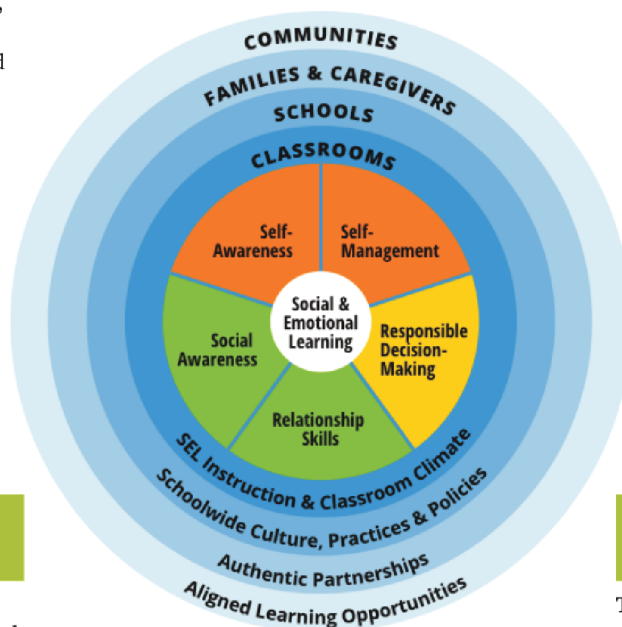 COMMUNITIES
FAMILIES & CAREGIVERS
SCHOOLS
CLASSROOMS
Self-
Awareness
Self-
Management
Social &
Emotional
Learning
Social
Awareness
Responsible
Decision-
Making
Relationship
Skills
SEL Instruction & Classroom Climate
Schoolwide Culture, Practices & Policies
Authentic Partnerships
Aligned Learning Opportunities